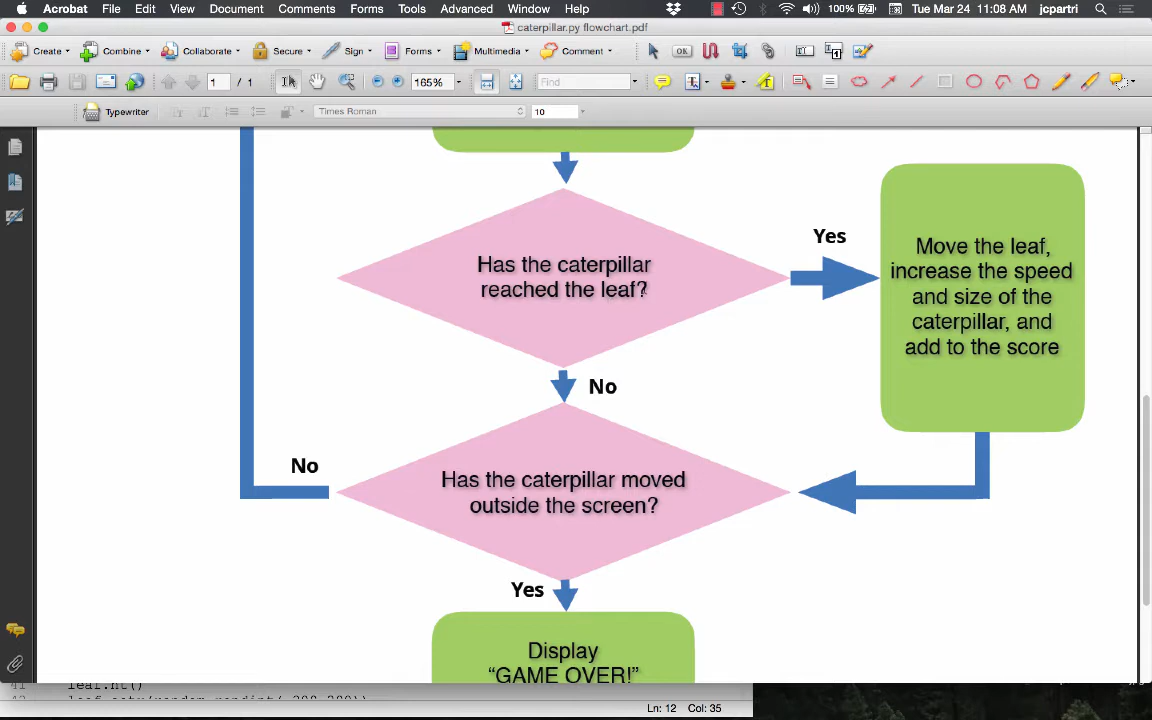 Acrobat File Edit View Document Comments Forms Tools Advanced Window Help 100% Tue Mar 24 11:08 AM jcpartri
caterpillar.py flowchart.pdf
Create Combine Collaborate Secure Sign Forms Multimedia Comment OK
1 / 1 165% Find
Typewriter Times Roman 10
Has the caterpillar
reached the leaf?
Yes
Move the leaf,
increase the speed
and size of the
caterpillar, and
add to the score
No
Has the caterpillar moved
outside the screen?
No
Yes
Display
“GAME OVER!”
41 leaf.ht()
Ln: 12 Col: 35